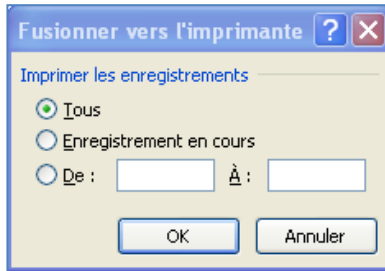 Fusionner vers l'imprimante ?
Imprimer les enregistrements
Tous
Enregistrement en cours
De : À :
OK Annuler